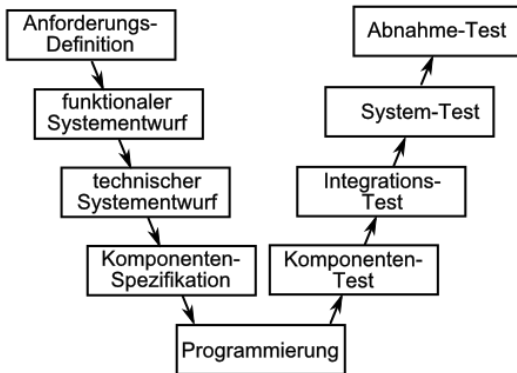 Anforderungs-
Definition
funktionaler
Systementwurf
technischer
Systementwurf
Komponenten-
Spezifikation
Programmierung
Komponenten-
Test
Integrations-
Test
System-Test
Abnahme-Test